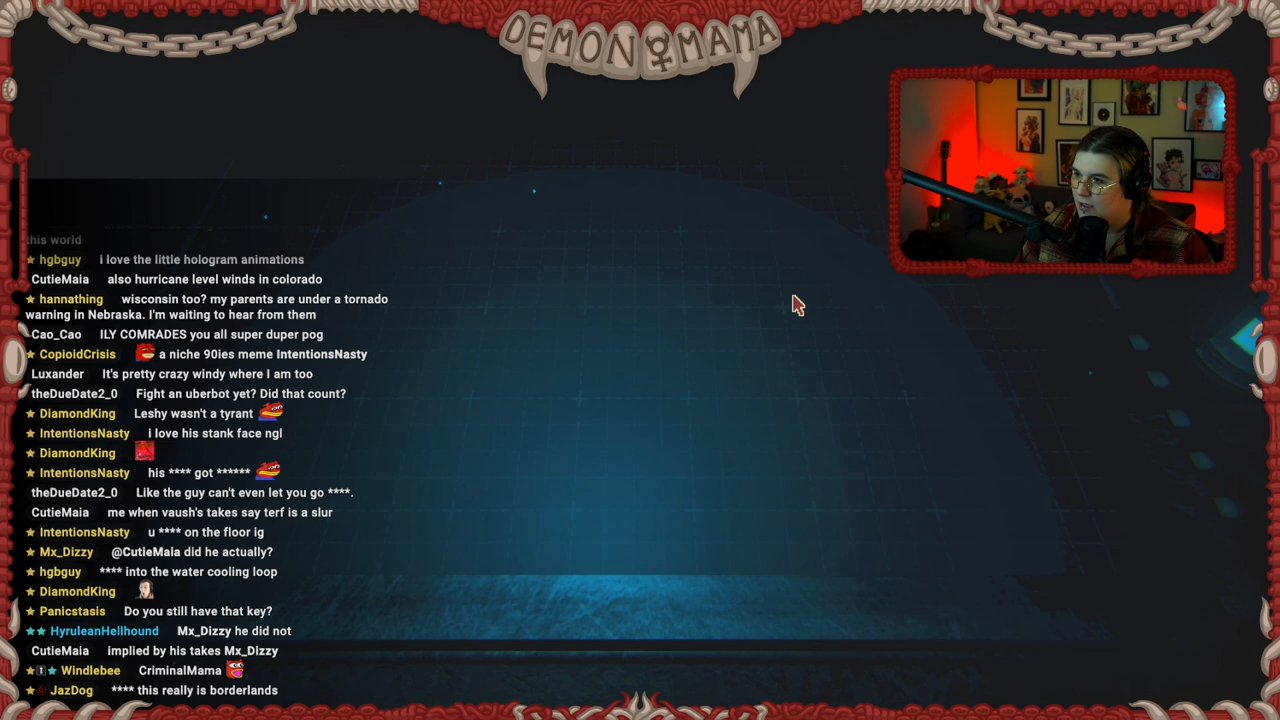 DEMON MAMA
this world
hgbguy i love the little hologram animations
CutieMaia also hurricane level winds in colorado
hannathing wisconsin too? my parents are under a tornado
warning in Nebraska. I'm waiting to hear from them
Cao_Cao ILY COMRADES you all super duper pog
CopioidCrisis a niche 90ies meme IntentionsNasty
Luxander It's pretty crazy windy where I am too
theDueDate2_0 Fight an uberbot yet? Did that count?
DiamondKing Leshy wasn't a tyrant
IntentionsNasty i love his stank face ngl
DiamondKing
IntentionsNasty his **** got ******
theDueDate2_0 Like the guy can't even let you go ****.
CutieMaia me when vaush's takes say terf is a slur
IntentionsNasty u **** on the floor ig
Mx_Dizzy @CutieMaia did he actually?
hgbguy **** into the water cooling loop
DiamondKing
Panicstasis Do you still have that key?
HyruleanHellhound Mx_Dizzy he did not
CutieMaia implied by his takes Mx_Dizzy
Windlebee CriminalMama
JazDog **** this really is borderlands